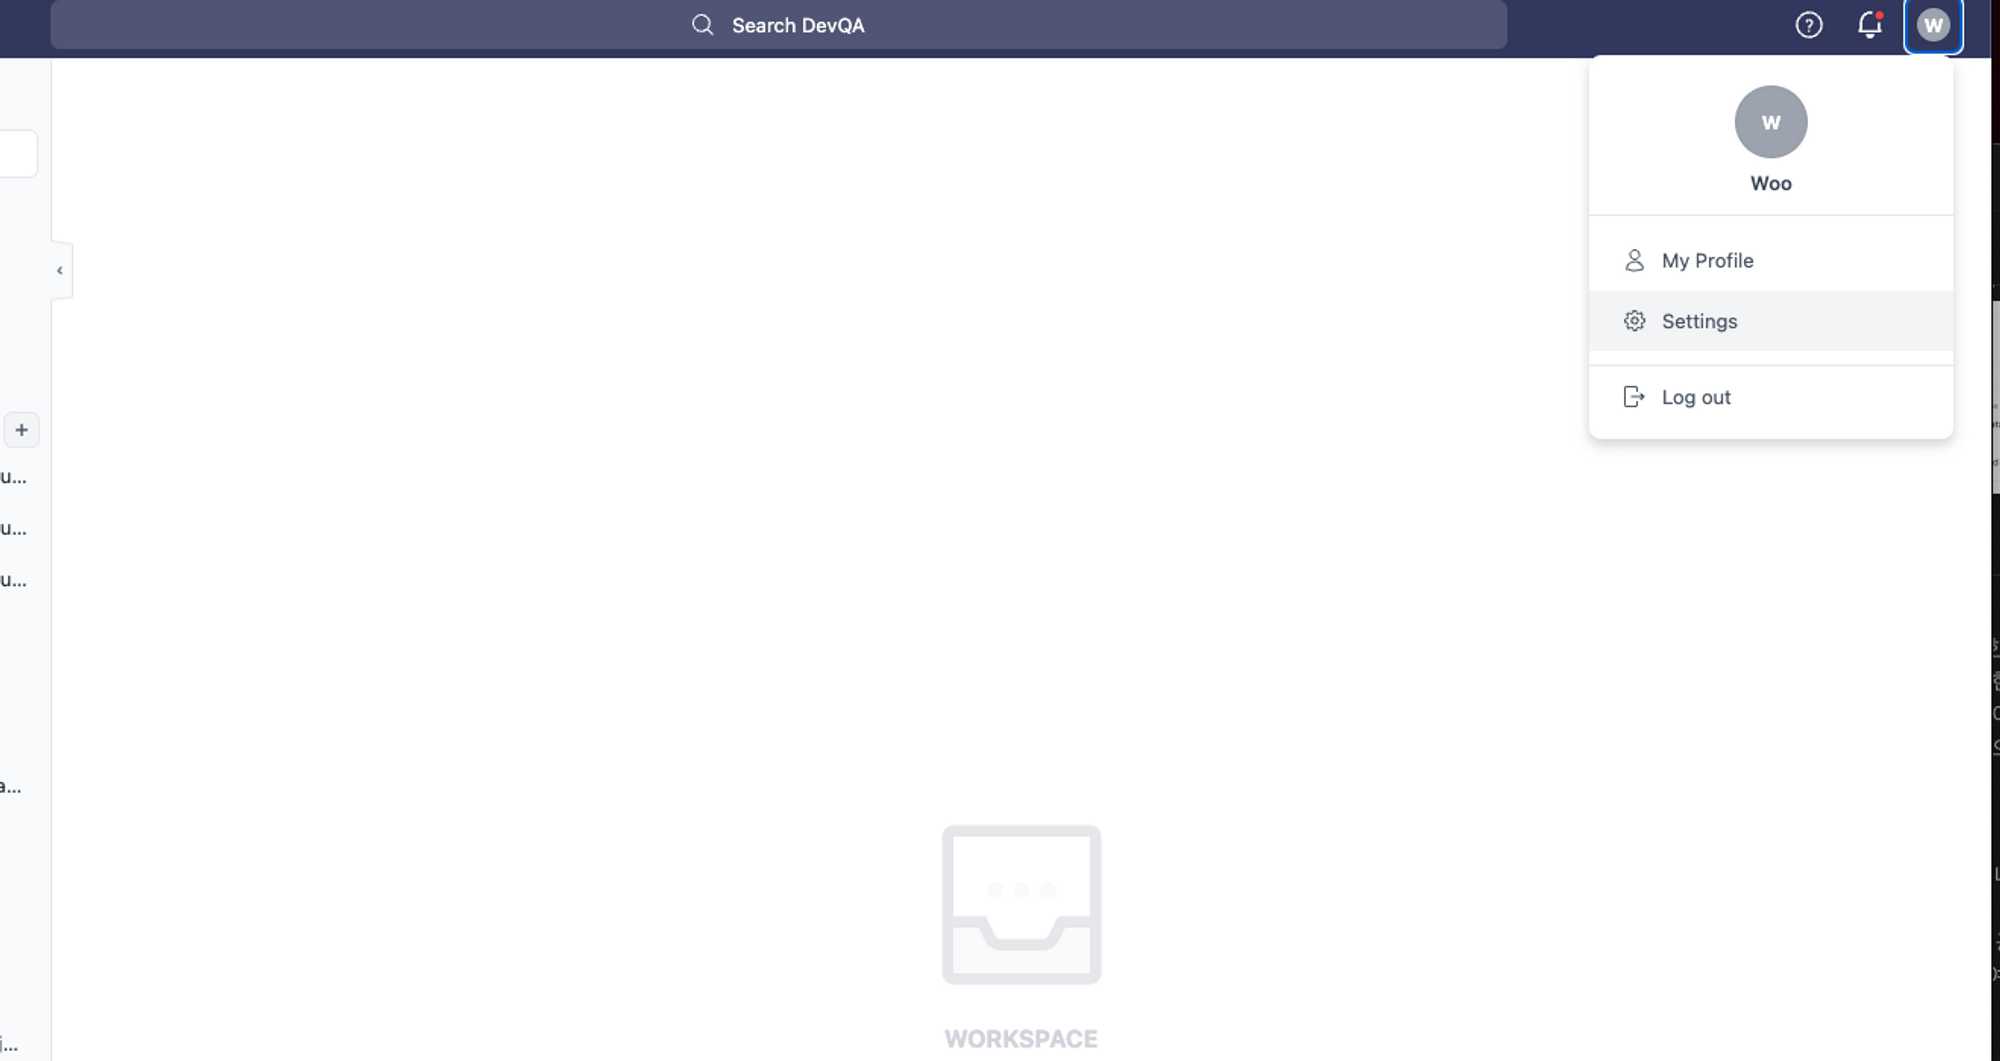 Search DevQA
W
W
Woo
My Profile
Settings
Log out
u...
u...
u...
a...
j...
WORKSPACE